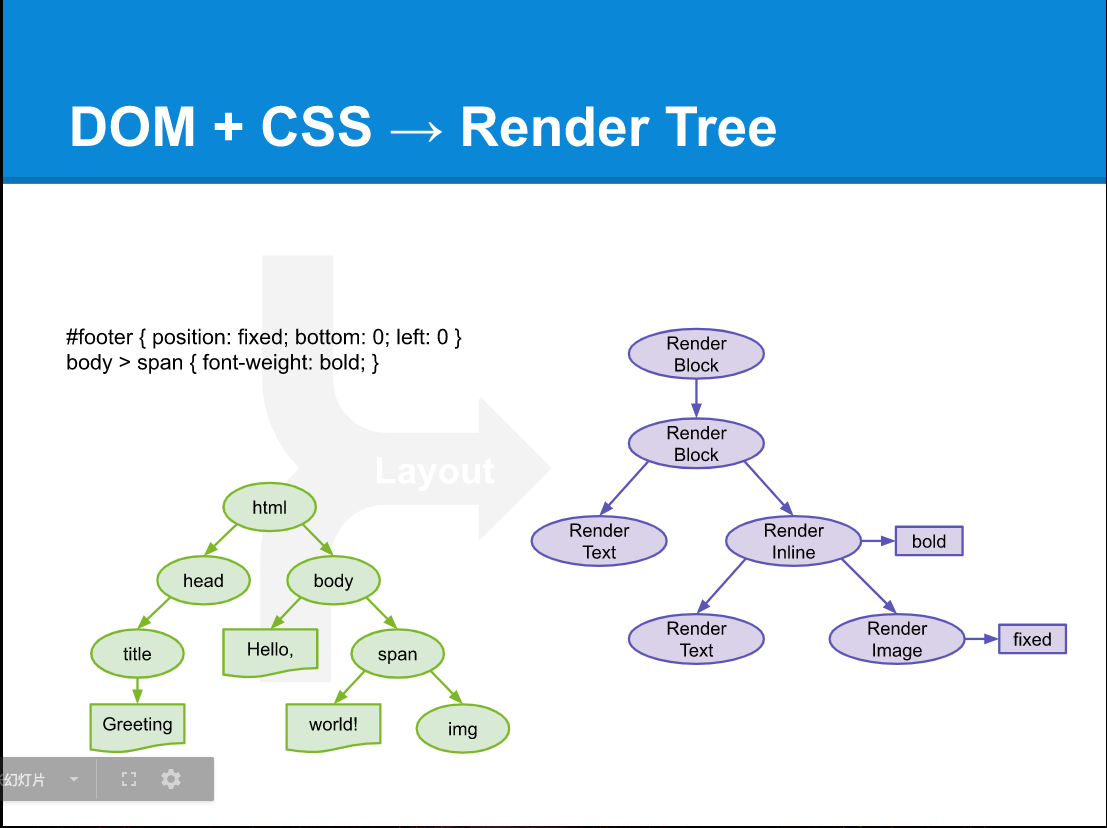 DOM + CSS → Render Tree
#footer { position: fixed; bottom: 0; left: 0 }
body > span { font-weight: bold; }
Layout
html
head
body
title
Hello,
span
Greeting
world!
img
Render
Block
Render
Block
Render
Text
Render
Inline
bold
Render
Text
Render
Image
fixed
幻灯片